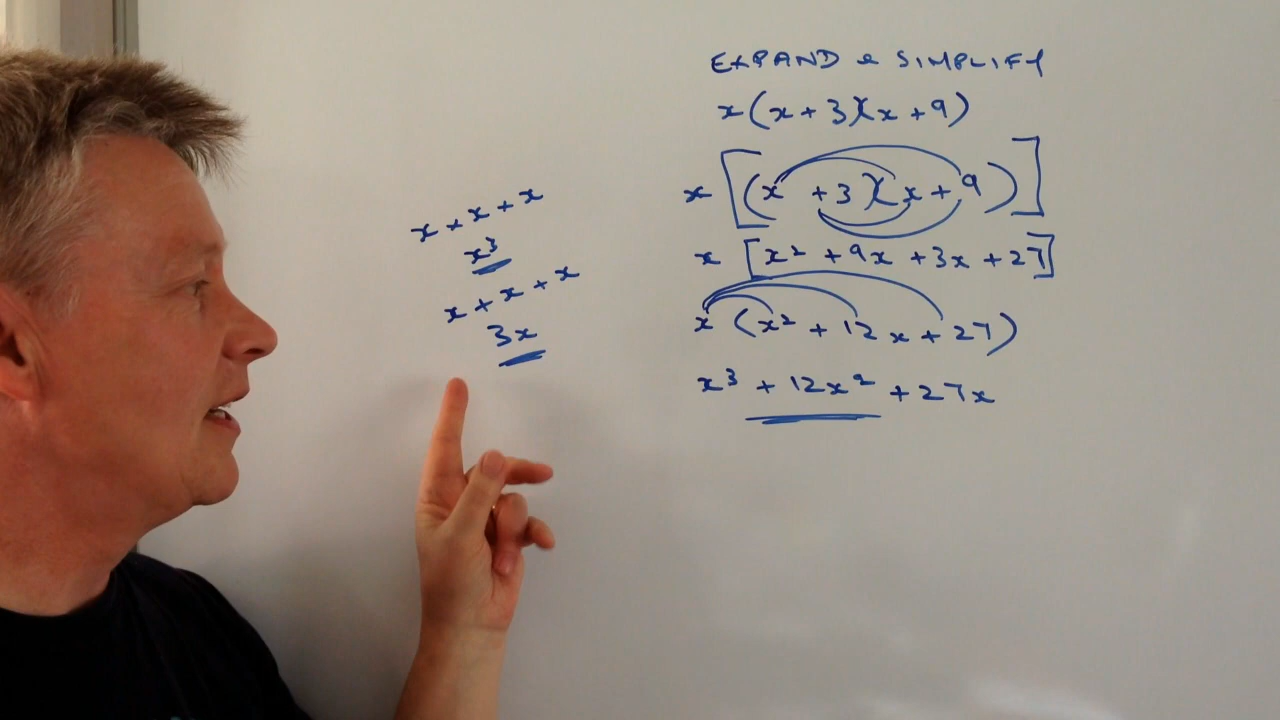 EXPAND & SIMPLIFY
x(x+3)(x+9)
x[(x+3)(x+9)]
x[x²+9x+3x+27]
x(x²+12x+27)
x³+12x²+27x
x×x×x
x³
x+x+x
3x